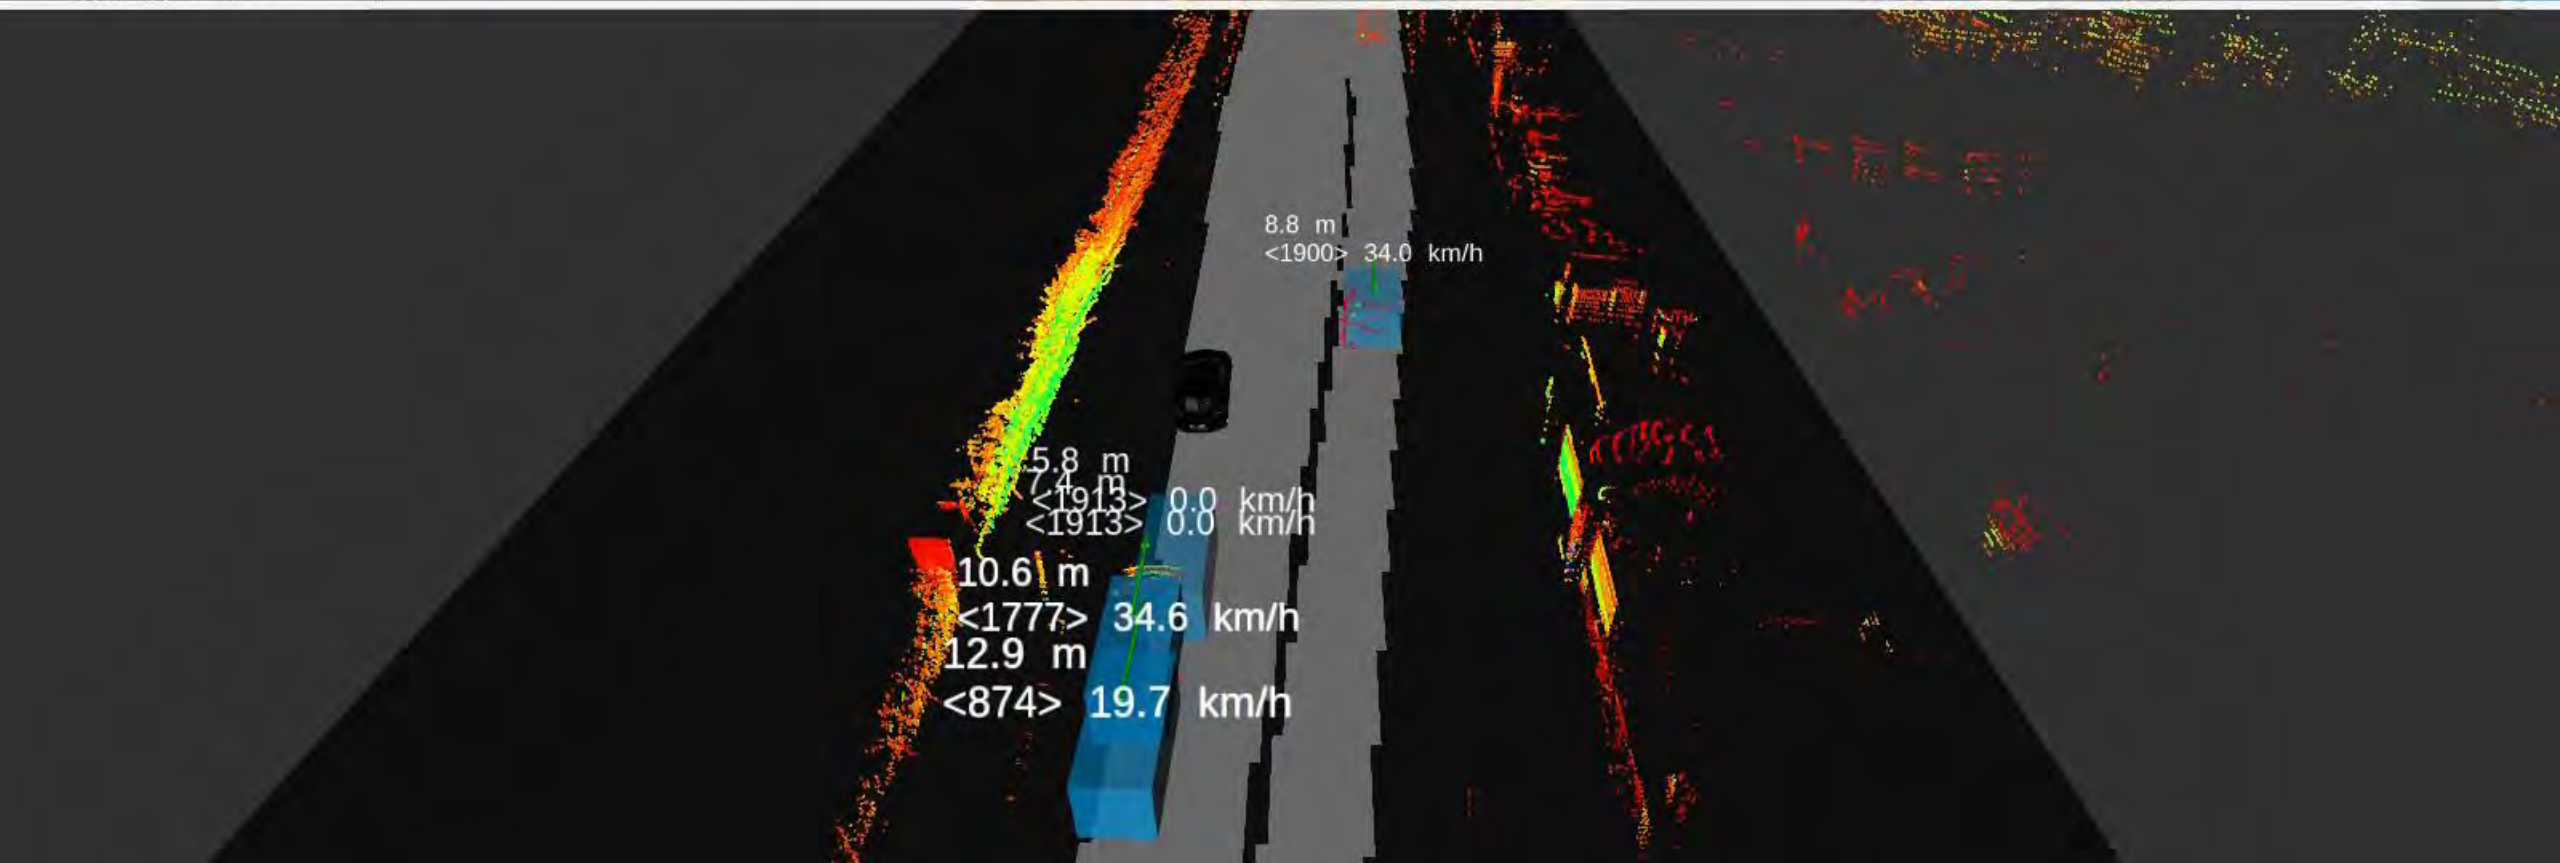 8.8 m
<1900> 34.0 km/h
5.8 m
7.4 m
<1913> 0.0 km/h
<1913> 0.0 km/h
10.6 m
<1777> 34.6 km/h
12.9 m
<874> 19.7 km/h